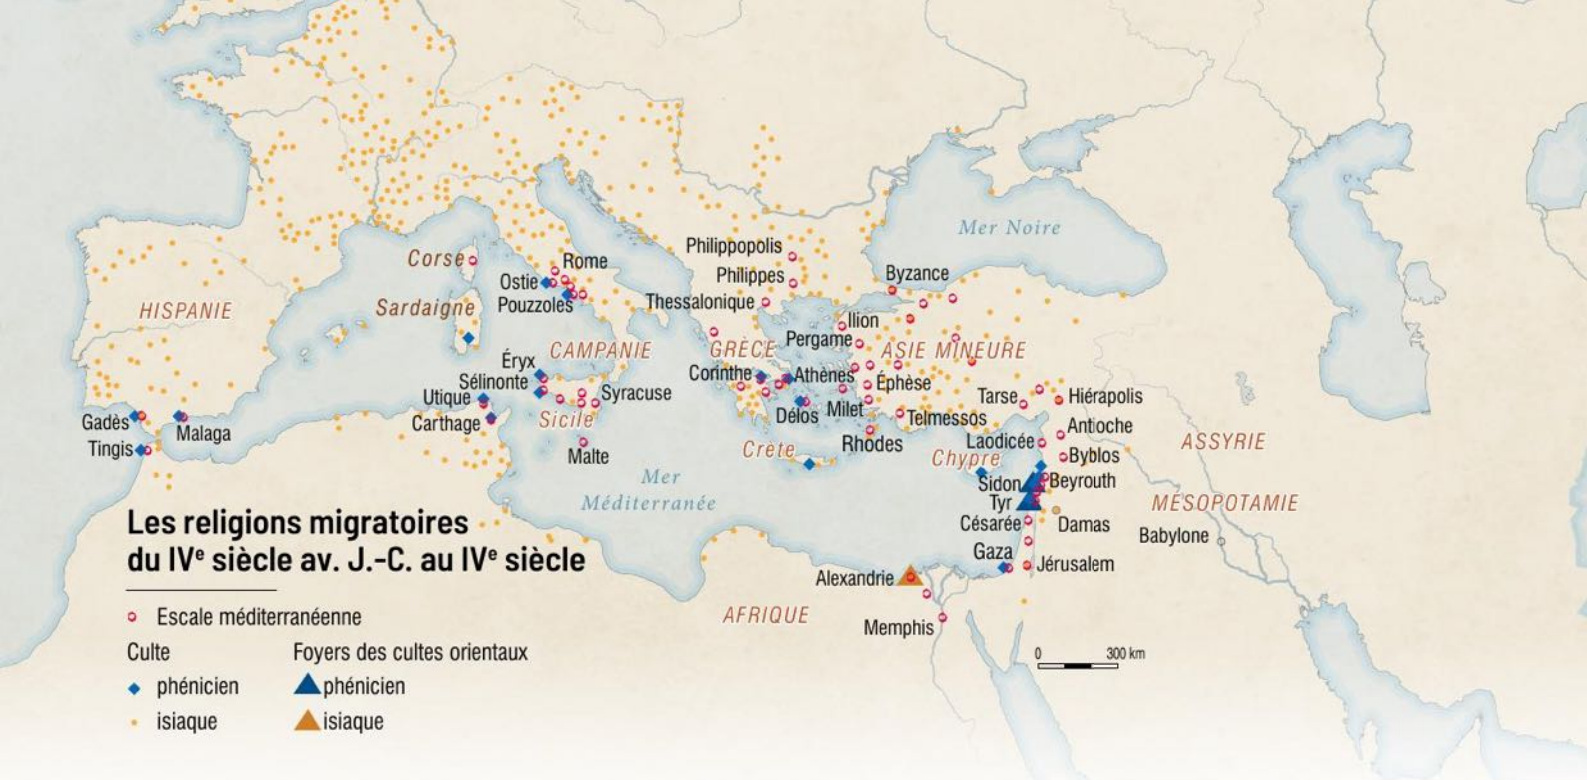 Mer Noire
Philippopolis
Corse
Rome
Philippes
Byzance
Ostie
Thessalonique
Pouzzoles
Sardaigne
HISPANIE
Ilion
Pergame
CAMPANIE
GRÈCE
ASIE MINEURE
Éryx
Corinthe
Athènes
Sélinonte
Éphèse
Utique
Syracuse
Tarse
Hiérapolis
Gadès
Carthage
Sicile
Délos
Milet
Telmessos
Antioche
Malaga
Laodicée
ASSYRIE
Tingis
Crète
Rhodes
Malte
Chypre
Byblos
Mer
Méditerranée
Sidon
Beyrouth
Tyr
MÉSOPOTAMIE
Césarée
Damas
Babylone
Gaza
Jérusalem
Alexandrie
AFRIQUE
Memphis
0 300 km
Les religions migratoires
du IVe siècle av. J.-C. au IVe siècle
Escale méditerranéenne
Culte
phénicien
isiaque
Foyers des cultes orientaux
phénicien
isiaque